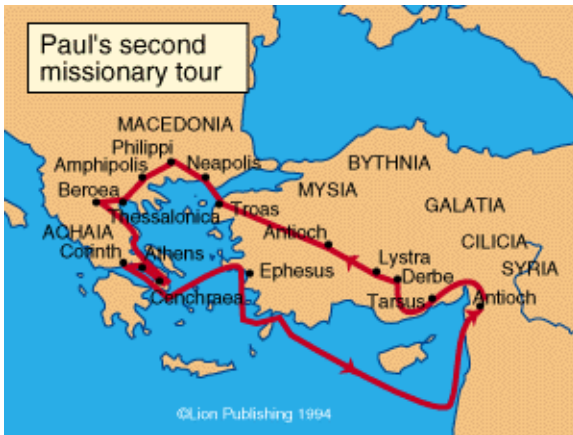 Paul's second
missionary tour
MACEDONIA
Philippi
Amphipolis
Neapolis
BYTHNIA
Beroea
MYSIA
Thessalonica
Troas
GALATIA
ACHAIA
Antioch
CILICIA
Corinth
Athens
Lystra
SYRIA
Ephesus
Derbe
Cenchraea
Tarsus
Antioch
©Lion Publishing 1994